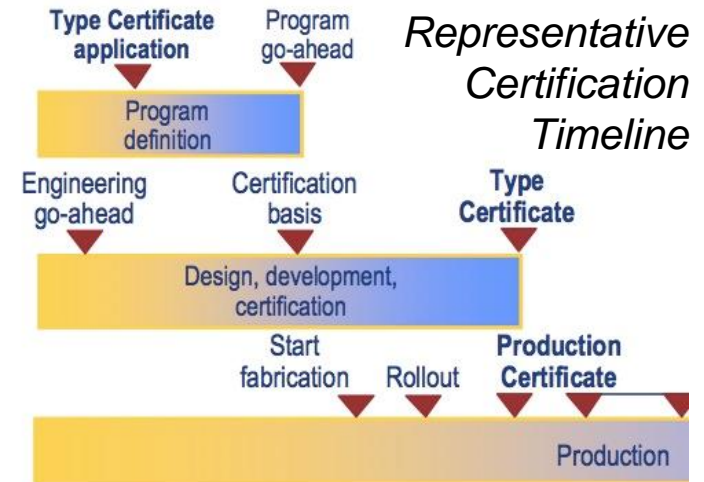 Type Certificate
application
Program
go-ahead
Representative
Certification
Timeline
Program
definition
Engineering
go-ahead
Certification
basis
Type
Certificate
Design, development,
certification
Start
fabrication
Rollout
Production
Certificate
Production